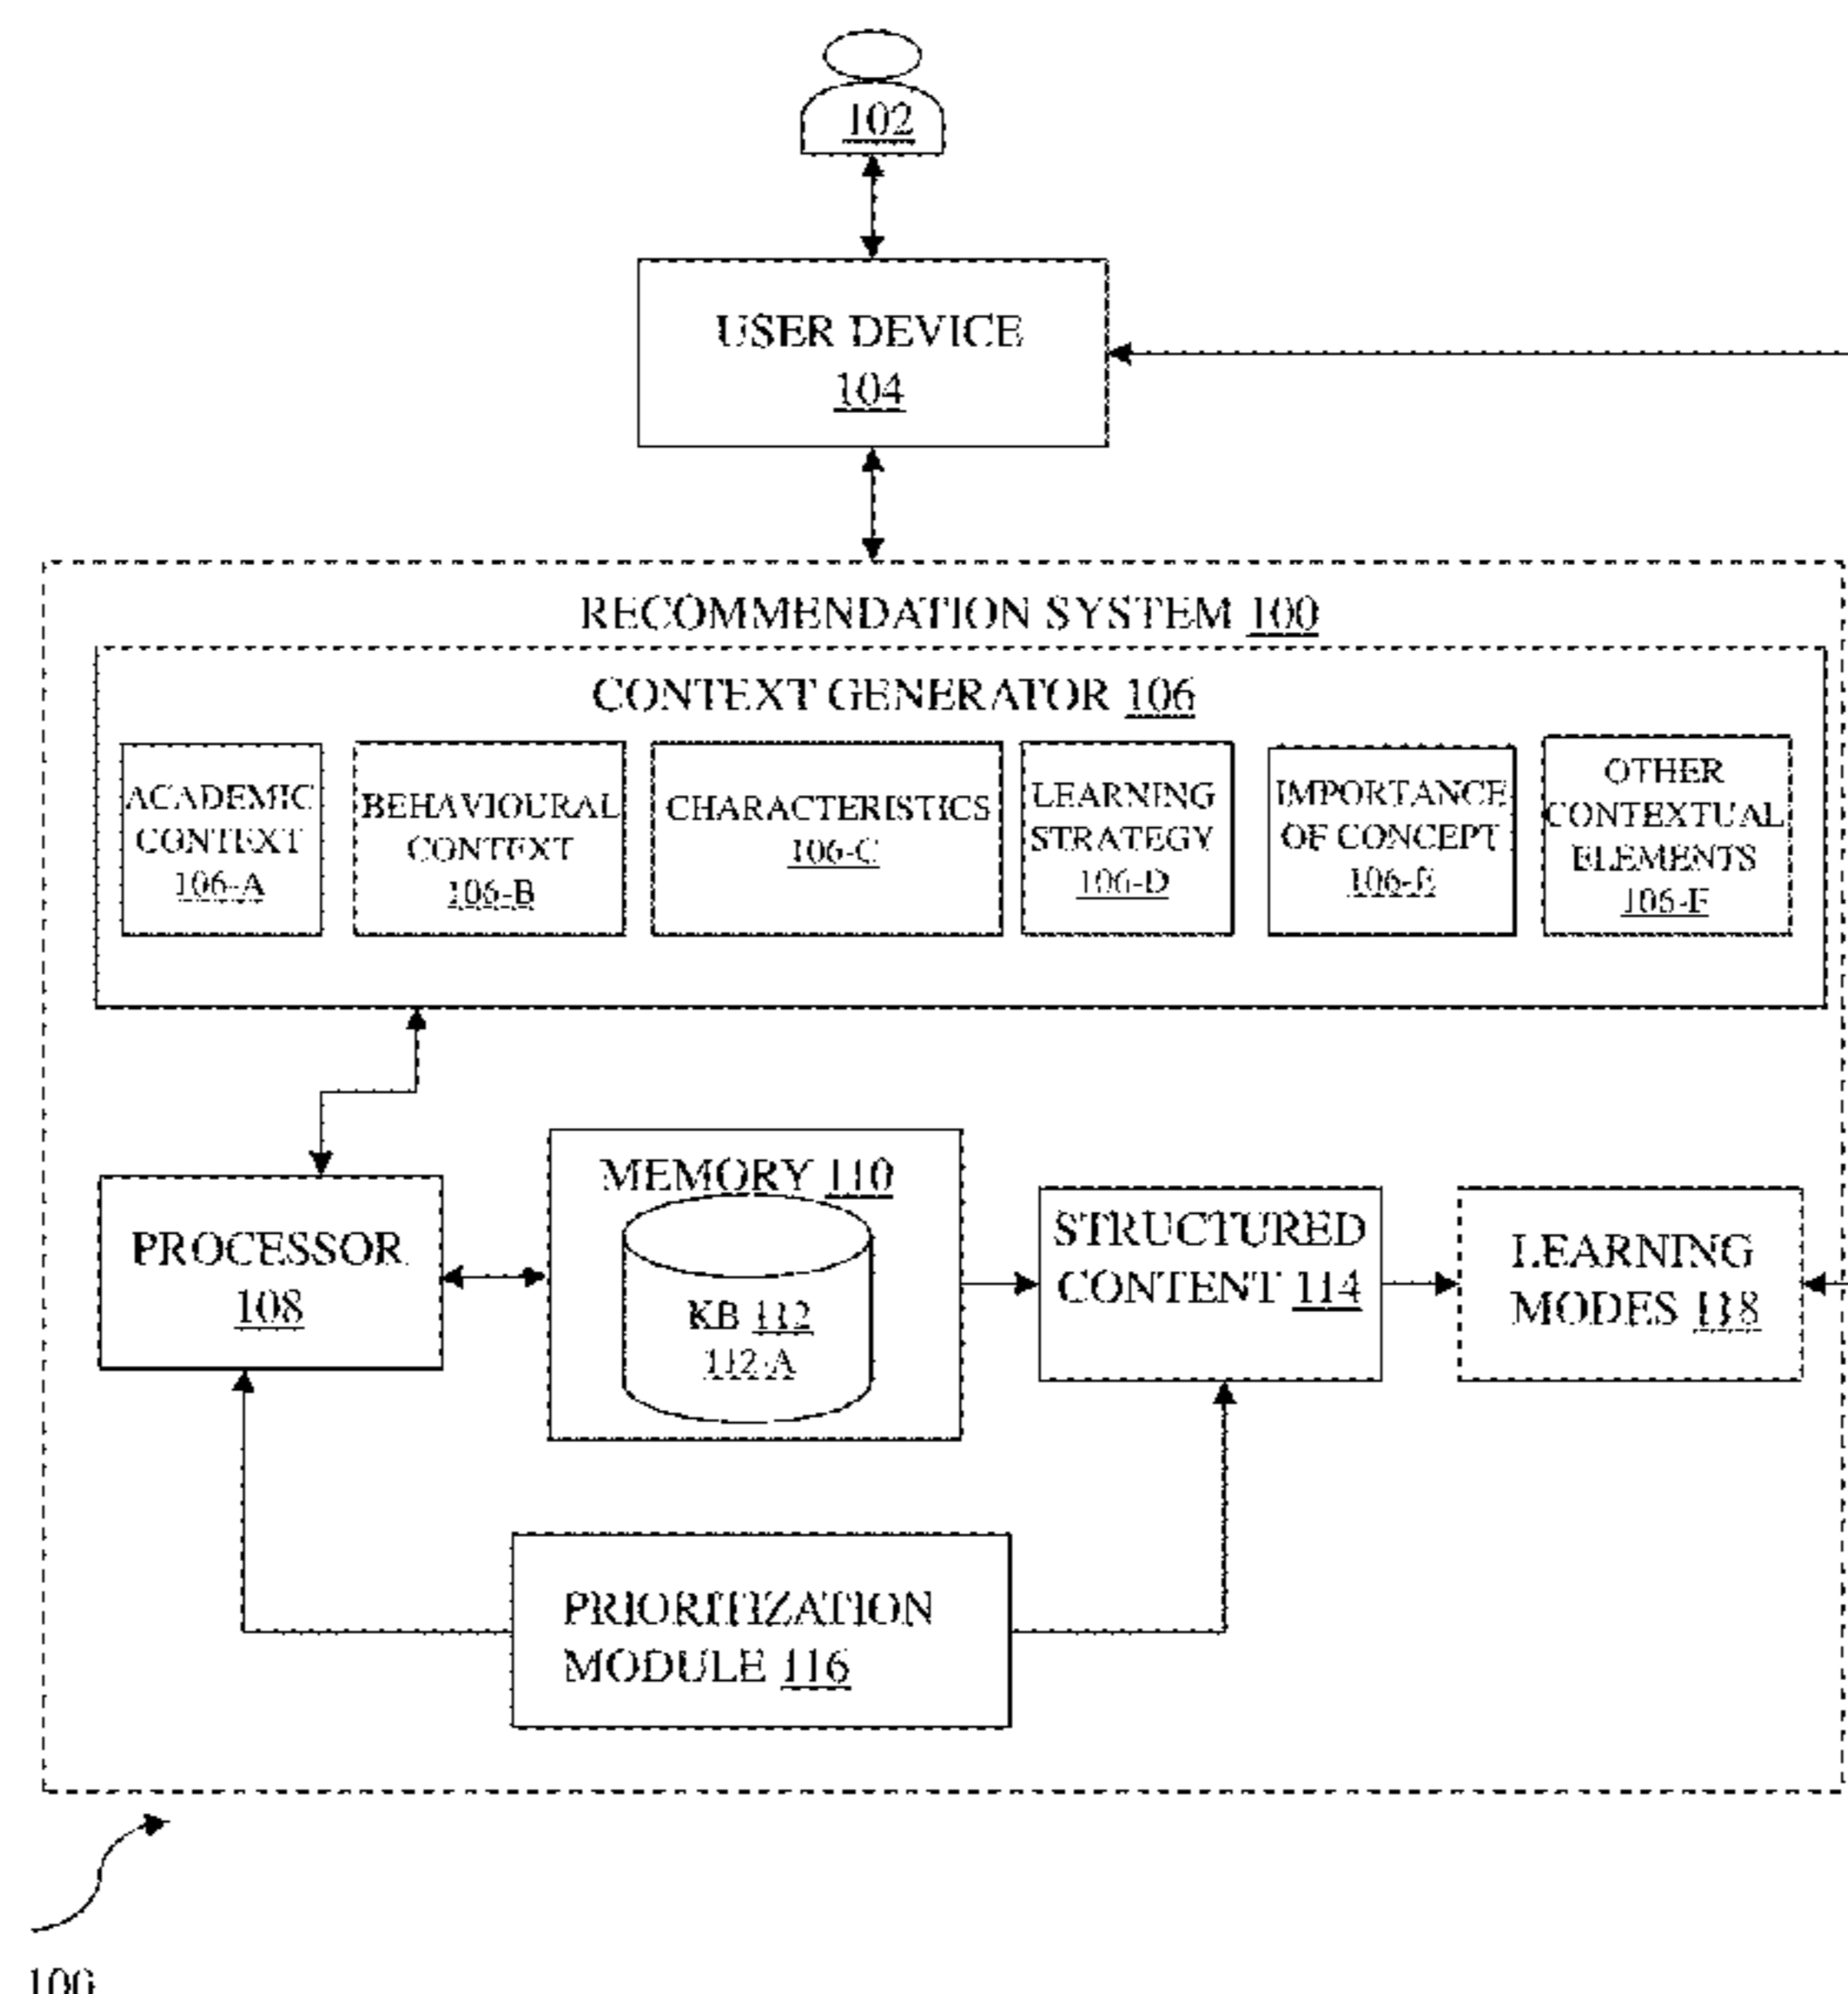 102
USER DEVICE
104
RECOMMENDATION SYSTEM 100
CONTEXT GENERATOR 106
ACADEMIC
CONTEXT
106-A
BEHAVIOURAL
CONTEXT
106-B
CHARACTERISTICS
106-C
LEARNING
STRATEGY
106-D
IMPORTANCE
OF CONCEPT
106-E
OTHER
CONTEXTUAL
ELEMENTS
106-F
PROCESSOR
108
MEMORY 110
KB 112
112-A
STRUCTURED
CONTENT 114
LEARNING
MODES 118
PRIORITIZATION
MODULE 116
100